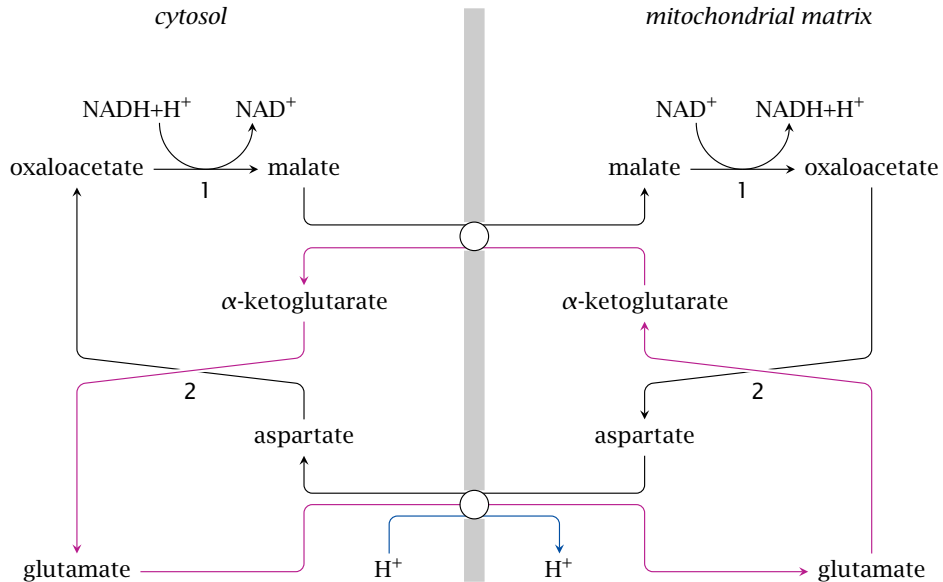 cytosol mitochondrial matrix
NADH+H⁺ NAD⁺ NAD⁺ NADH+H⁺
oxaloacetate malate malate oxaloacetate
1 1
α-ketoglutarate α-ketoglutarate
2 2
aspartate aspartate
glutamate H⁺ H⁺ glutamate